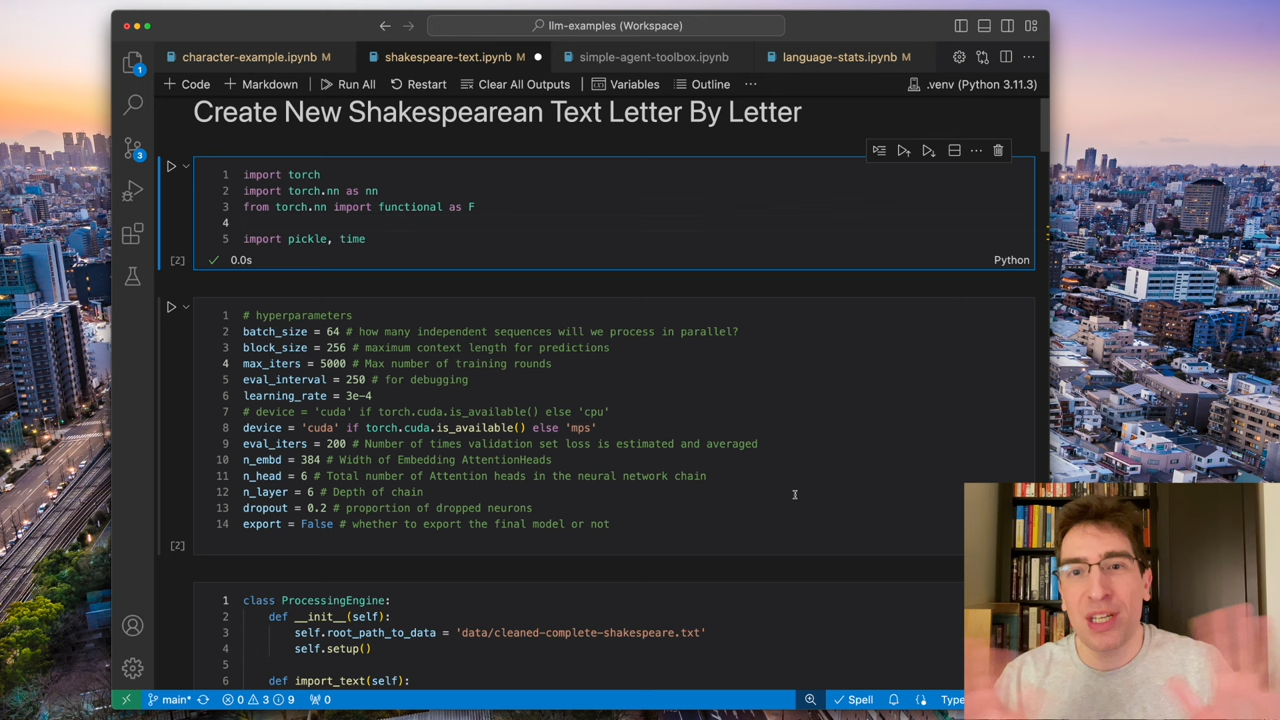 llm-examples (Workspace)
character-example.ipynb M
shakespeare-text.ipynb M
simple-agent-toolbox.ipynb
language-stats.ipynb M
1
Code
Markdown
Run All
Restart
Clear All Outputs
Variables
Outline
...
.venv (Python 3.11.3)
Create New Shakespearean Text Letter By Letter
3
1 import torch
2 import torch.nn as nn
3 from torch.nn import functional as F
4
5 import pickle, time
[2] 0.0s Python
1 # hyperparameters
2 batch_size = 64 # how many independent sequences will we process in parallel?
3 block_size = 256 # maximum context length for predictions
4 max_iters = 5000 # Max number of training rounds
5 eval_interval = 250 # for debugging
6 learning_rate = 3e-4
7 # device = 'cuda' if torch.cuda.is_available() else 'cpu'
8 device = 'cuda' if torch.cuda.is_available() else 'mps'
9 eval_iters = 200 # Number of times validation set loss is estimated and averaged
10 n_embd = 384 # Width of Embedding AttentionHeads
11 n_head = 6 # Total number of Attention heads in the neural network chain
12 n_layer = 6 # Depth of chain
13 dropout = 0.2 # proportion of dropped neurons
14 export = False # whether to export the final model or not
[2]
1 class ProcessingEngine:
2 def __init__(self):
3 self.root_path_to_data = 'data/cleaned-complete-shakespeare.txt'
4 self.setup()
5
6 def import_text(self):
main* 0 3 9 0 Spell Type